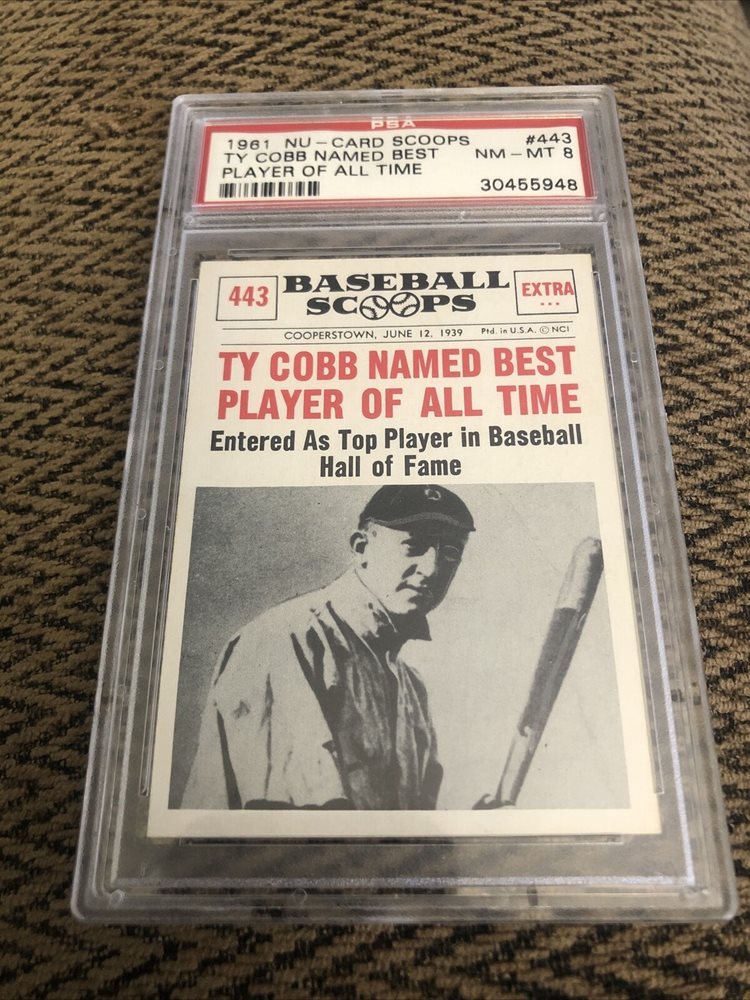 PSA
1961 NU-CARD SCOOPS #443
TY COBB NAMED BEST NM-MT 8
PLAYER OF ALL TIME
30455948
443 BASEBALL SCOOPS EXTRA...
COOPERSTOWN, JUNE 12, 1939 Ptd. in U.S.A. © NCI
TY COBB NAMED BEST
PLAYER OF ALL TIME
Entered As Top Player in Baseball
Hall of Fame